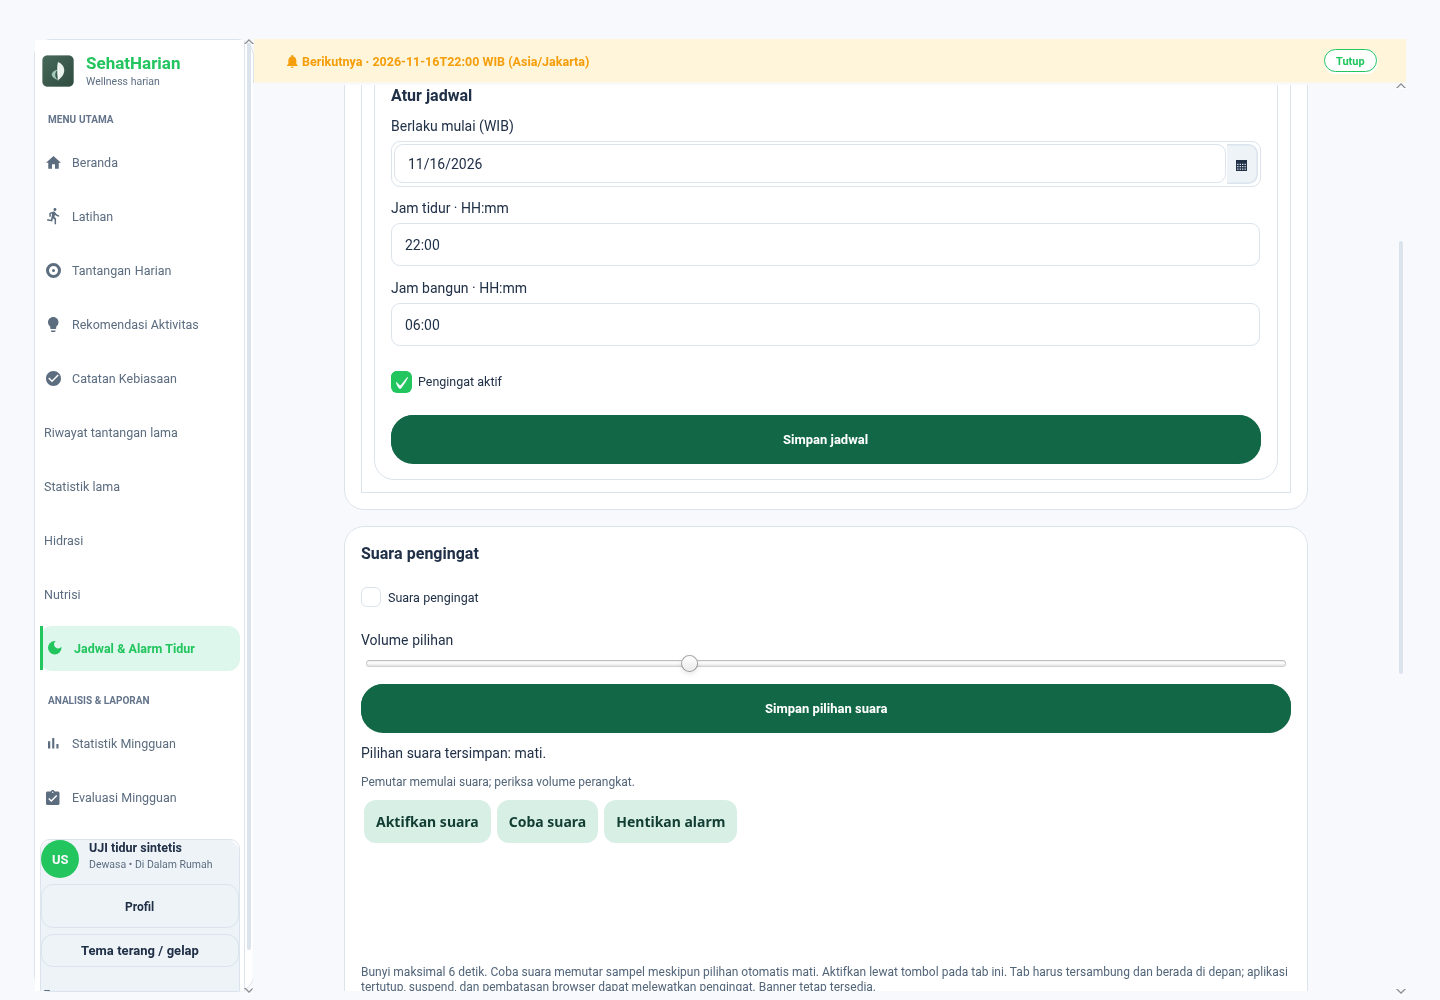 SehatHarian
Wellness harian
MENU UTAMA
Beranda
Latihan
Tantangan Harian
Rekomendasi Aktivitas
Catatan Kebiasaan
Riwayat tantangan lama
Statistik lama
Hidrasi
Nutrisi
Jadwal & Alarm Tidur
ANALISIS & LAPORAN
Statistik Mingguan
Evaluasi Mingguan
US
UJI tidur sintetis
Dewasa • Di Dalam Rumah
Profil
Tema terang / gelap
Berikutnya · 2026-11-16T22:00 WIB (Asia/Jakarta)
Tutup
Atur jadwal
Berlaku mulai (WIB)
11/16/2026
Jam tidur · HH:mm
22:00
Jam bangun · HH:mm
06:00
Pengingat aktif
Simpan jadwal
Suara pengingat
Suara pengingat
Volume pilihan
Simpan pilihan suara
Pilihan suara tersimpan: mati.
Pemutar memulai suara; periksa volume perangkat.
Aktifkan suara
Coba suara
Hentikan alarm
Bunyi maksimal 6 detik. Coba suara memutar sampel meskipun pilihan otomatis mati. Aktifkan lewat tombol pada tab ini. Tab harus tersambung dan berada di depan; aplikasi
tertutup, suspend, dan pembatasan browser dapat melewatkan pengingat. Banner tetap tersedia.